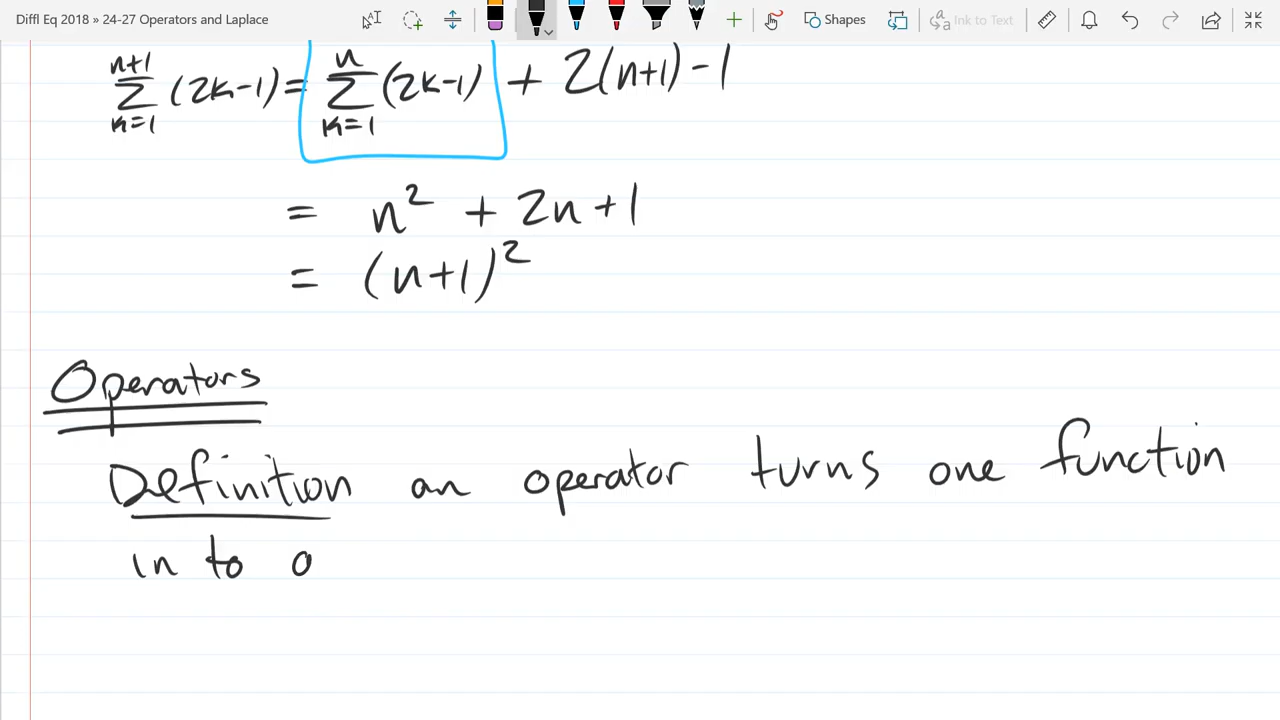 Diffl Eq 2018 » 24-27 Operators and Laplace
Shapes
Ink to Text
n+1 ∑ k=1 (2k-1) = n ∑ k=1 (2k-1) + 2(n+1)-1
= n² + 2n+1
= (n+1)²
Operators
Definition an operator turns one function
in to o